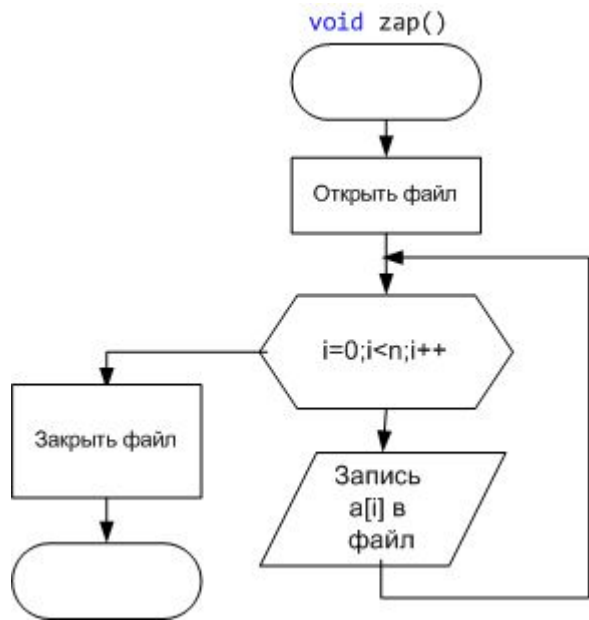 void zap()
Открыть файл
i=0;i<n;i++
Закрыть файл
Запись
a[i] в
файл